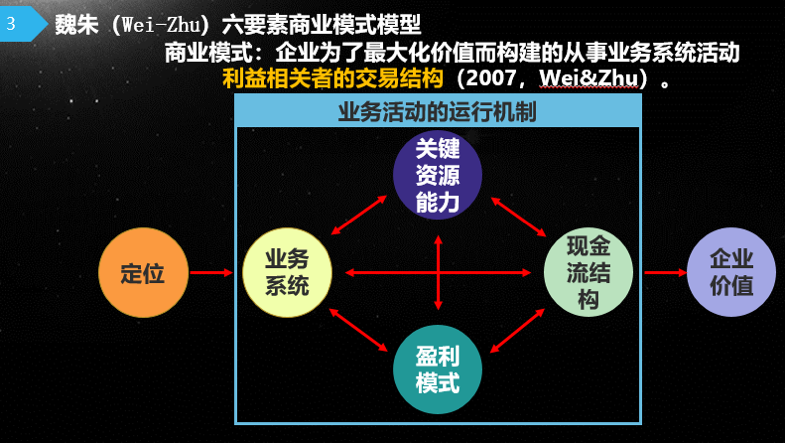 3
魏朱（Wei-Zhu）六要素商业模式模型
商业模式：企业为了最大化价值而构建的从事业务系统活动
利益相关者的交易结构（2007，Wei&Zhu）。
业务活动的运行机制
关键
资源
能力
定位
业务
系统
现金
流结
构
企业
价值
盈利
模式